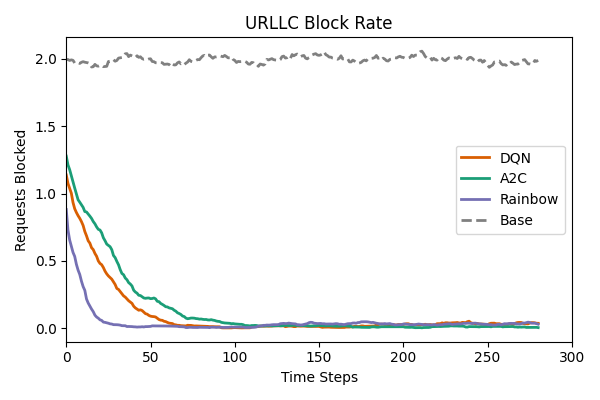 URLLC Block Rate
Requests Blocked
2.0
1.5
1.0
0.5
0.0
DQN
A2C
Rainbow
Base
0 50 100 150 200 250 300
Time Steps